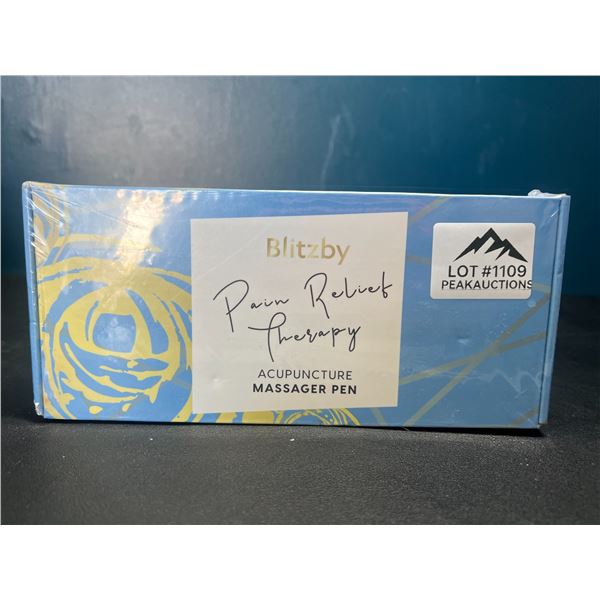 Blitzby
Pain Relief
Therapy
ACUPUNCTURE
MASSAGER PEN
LOT #1109
PEAKAUCTIONS